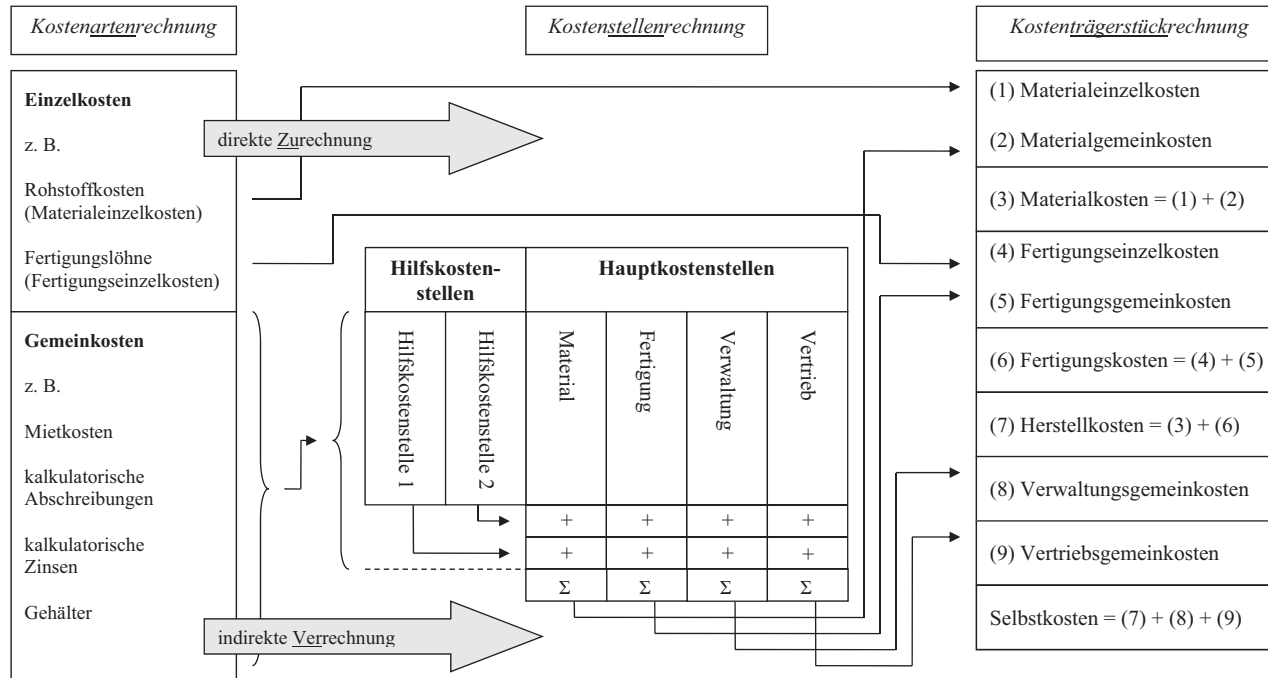 Kostenartenrechnung
Kostenstellenrechnung
Kostenträgerstückrechnung
Einzelkosten
z. B.
Rohstoffkosten
(Materialeinzelkosten)
Fertigungslöhne
(Fertigungseinzelkosten)
Gemeinkosten
z. B.
Mietkosten
kalkulatorische
Abschreibungen
kalkulatorische
Zinsen
Gehälter
direkte Zurechnung
indirekte Verrechnung
Hilfskosten-
stellen
Hauptkostenstellen
Hilfskostenstelle 1
Hilfskostenstelle 2
Material
Fertigung
Verwaltung
Vertrieb
+ + + +
+ + + +
Σ Σ Σ Σ
(1) Materialeinzelkosten
(2) Materialgemeinkosten
(3) Materialkosten = (1) + (2)
(4) Fertigungseinzelkosten
(5) Fertigungsgemeinkosten
(6) Fertigungskosten = (4) + (5)
(7) Herstellkosten = (3) + (6)
(8) Verwaltungsgemeinkosten
(9) Vertriebsgemeinkosten
Selbstkosten = (7) + (8) + (9)